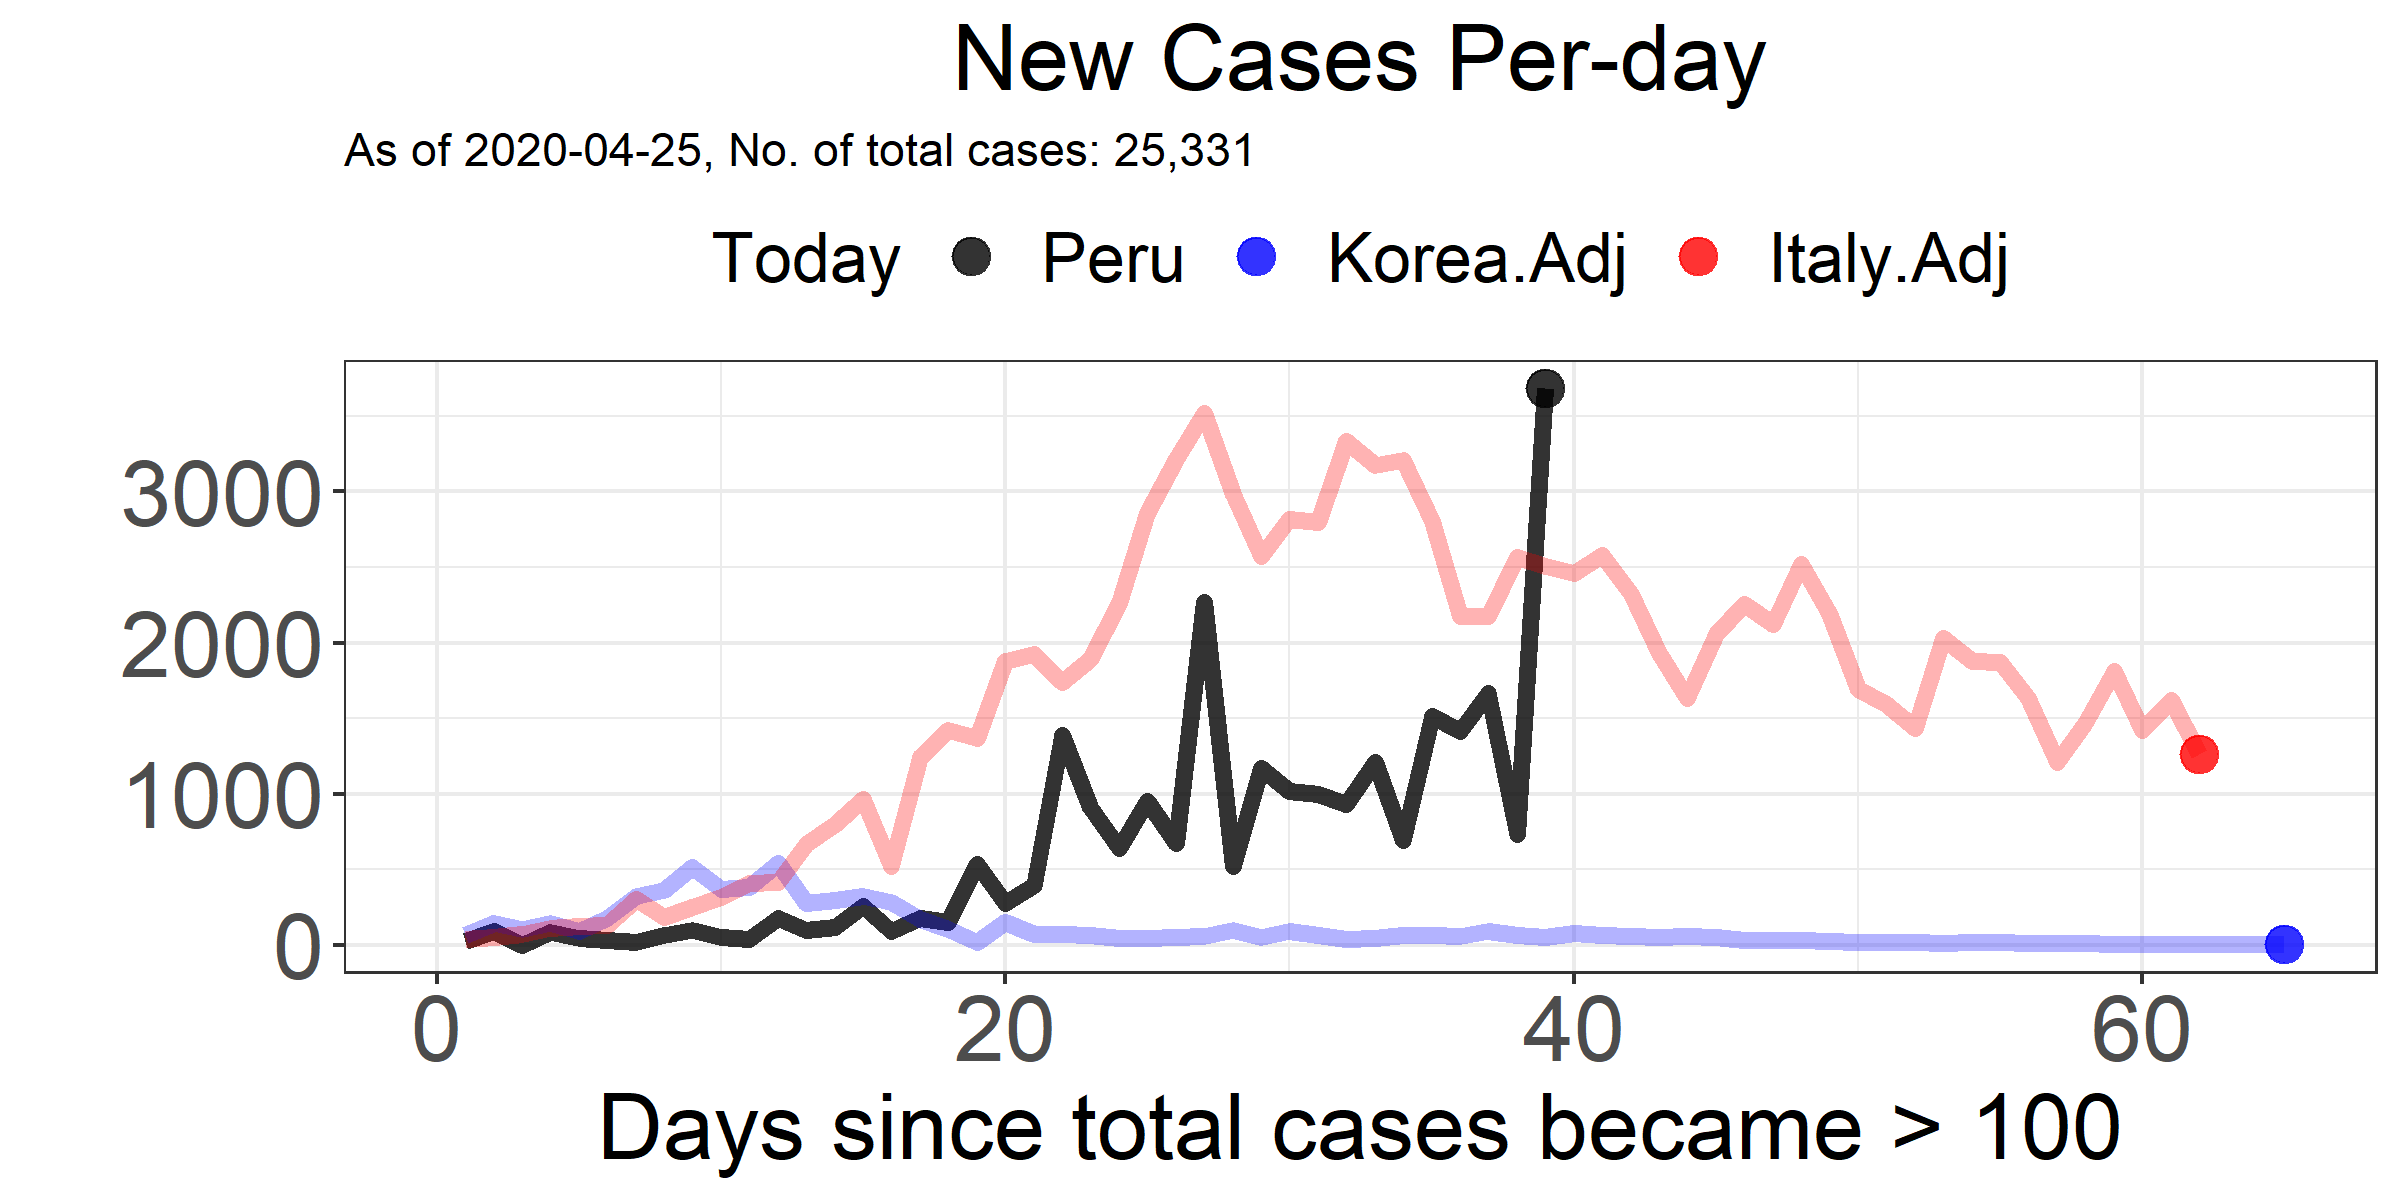 New Cases Per-day
As of 2020-04-25, No. of total cases: 25,331
Today Peru Korea.Adj Italy.Adj
3000
2000
1000
0
0 20 40 60
Days since total cases became > 100